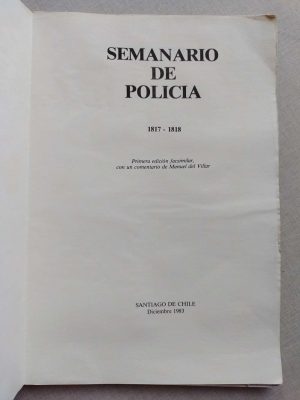 SEMANARIO
DE
POLICIA
1817 - 1818
Primera edición facsimilar,
con un comentario de Manuel del Villar
SANTIAGO DE CHILE
Diciembre 1983